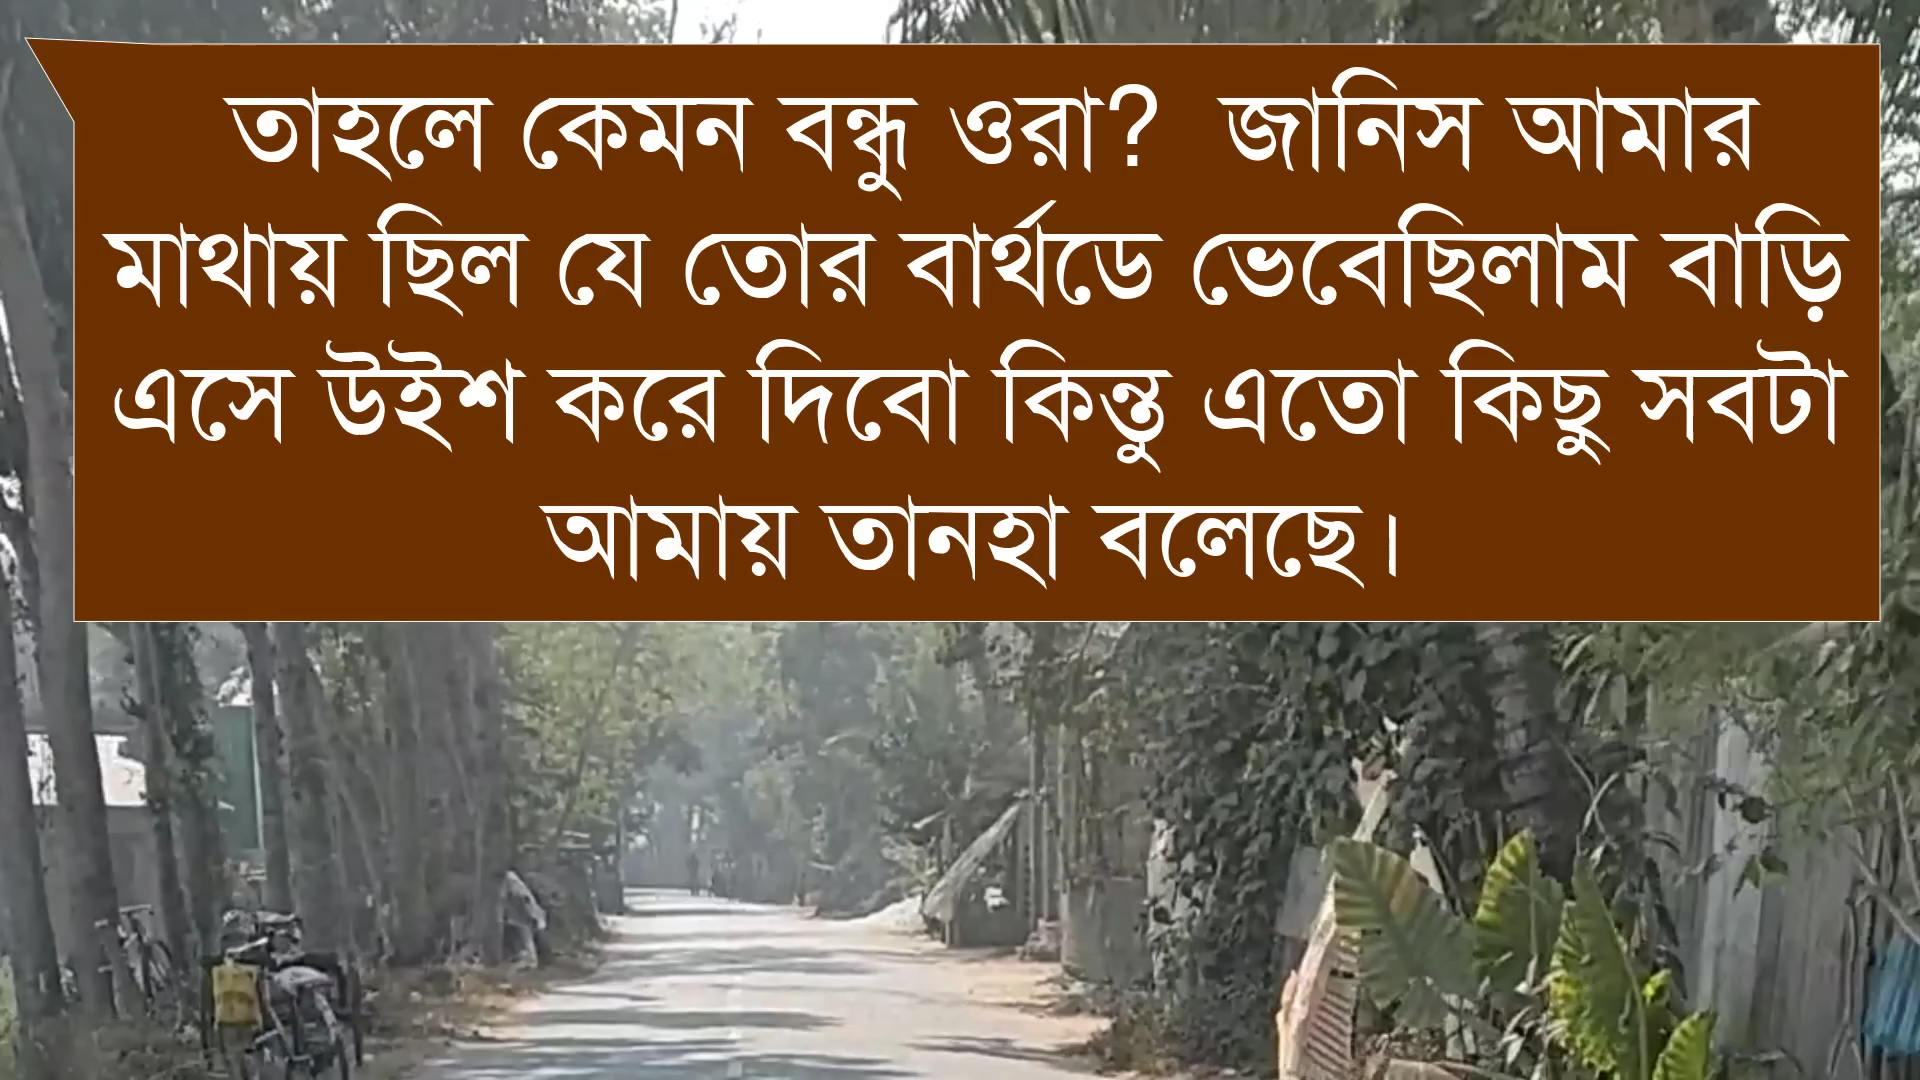 তাহলে কেমন বন্ধু ওরা? জানিস আমার
মাথায় ছিল যে তোর বার্থডে ভেবেছিলাম বাড়ি
এসে উইশ করে দিবো কিন্তু এতো কিছু সবটা
আমায় তানহা বলেছে।